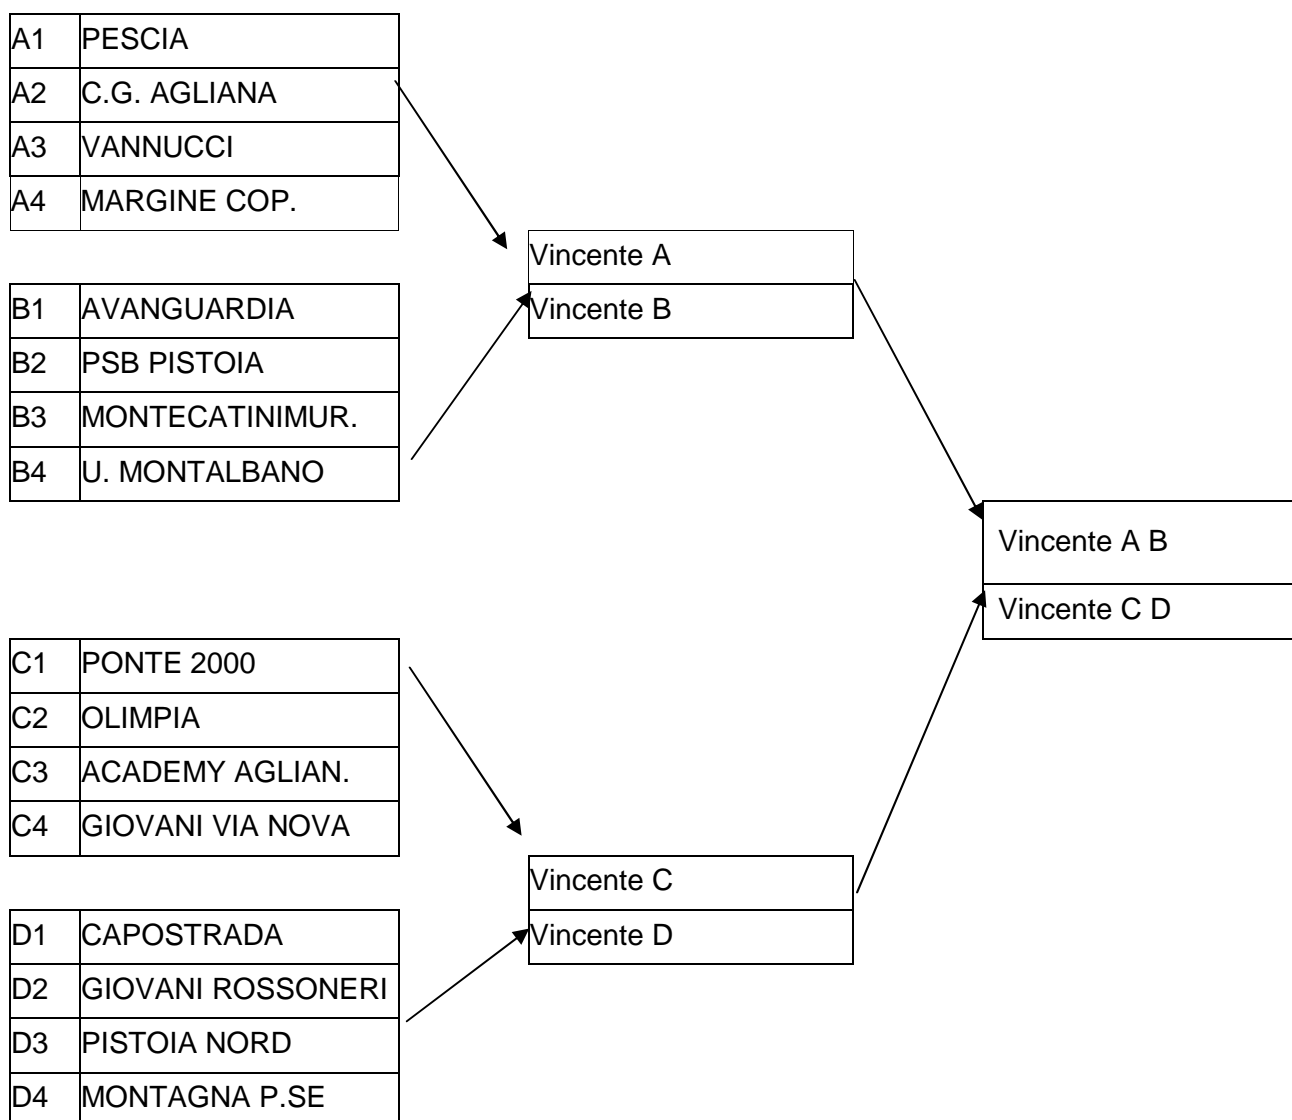 A1 PESCIA
A2 C.G. AGLIANA
A3 VANNUCCI
A4 MARGINE COP.
Vincente A
Vincente B
B1 AVANGUARDIA
B2 PSB PISTOIA
B3 MONTECATINIMUR.
B4 U. MONTALBANO
Vincente A B
Vincente C D
C1 PONTE 2000
C2 OLIMPIA
C3 ACADEMY AGLIAN.
C4 GIOVANI VIA NOVA
Vincente C
Vincente D
D1 CAPOSTRADA
D2 GIOVANI ROSSONERI
D3 PISTOIA NORD
D4 MONTAGNA P.SE